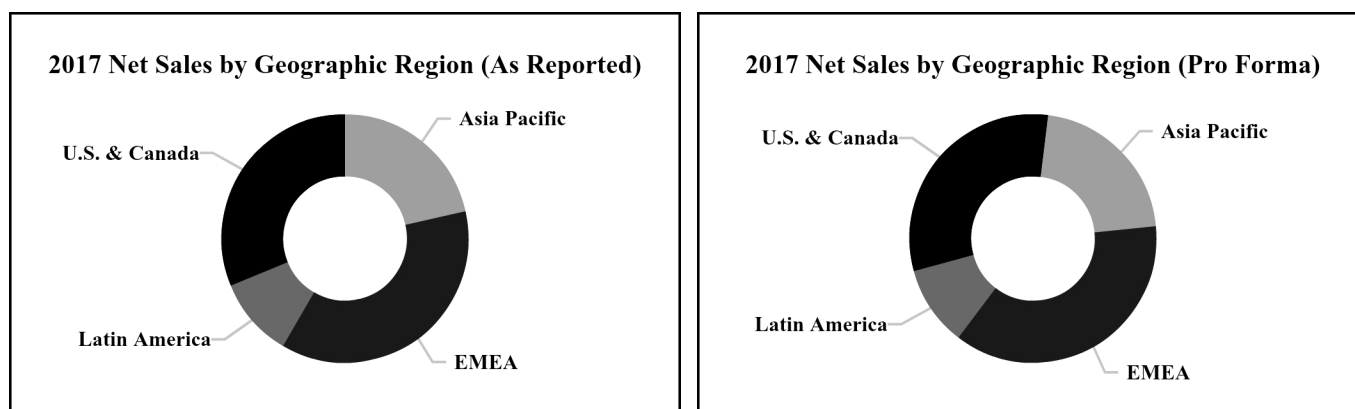 2017 Net Sales by Geographic Region (As Reported)
Asia Pacific
U.S. & Canada
Latin America
EMEA
2017 Net Sales by Geographic Region (Pro Forma)
Asia Pacific
U.S. & Canada
Latin America
EMEA